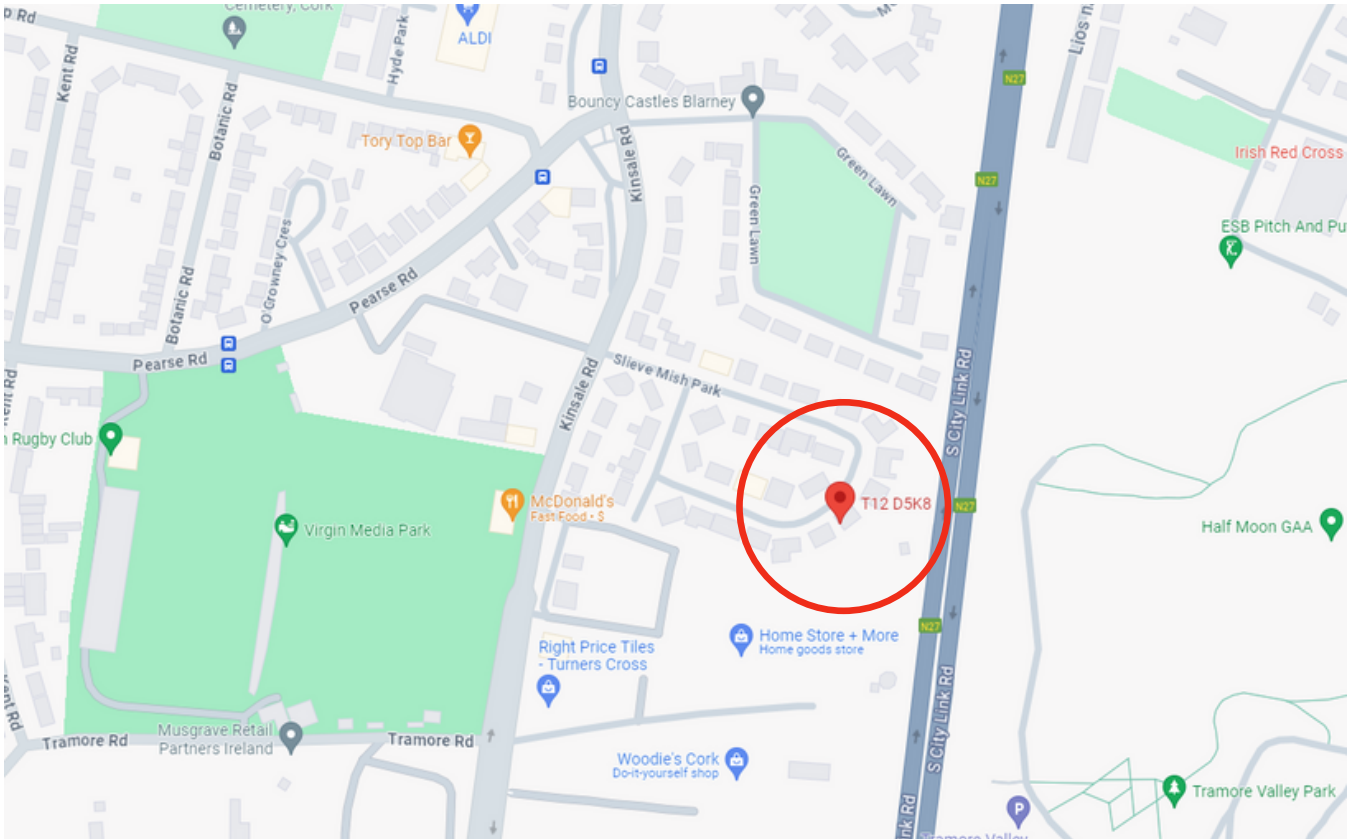 Cemetery, Cork
ALDI
Hyde Park
Kent Rd
Botanic Rd
Tory Top Bar
Bouncy Castles Blarney
N27
Irish Red Cross
Kinsale Rd
Green Lawn
N27
ESB Pitch And Pu
Green Lawn
O'Growney Cres
Pearse Rd
Botanic Rd
Pearse Rd
Slieve Mish Park
S City Link Rd
Kinsale Rd
Rugby Club
McDonald's
Fast Food · $
T12 D5K8
N27
Virgin Media Park
Half Moon GAA
N27
Right Price Tiles
- Turners Cross
Home Store + More
Home goods store
S City Link Rd
Musgrave Retail
Partners Ireland
Tramore Rd
Tramore Rd
Woodie's Cork
Do-it-yourself shop
Tramore Valley Park
P
Tramore Valley